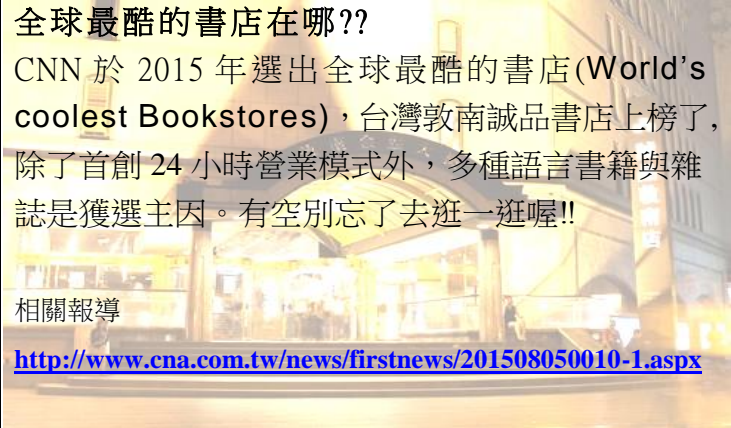 全球最酷的書店在哪??
CNN 於 2015 年選出全球最酷的書店(World's
coolest Bookstores)，台灣敦南誠品書店上榜了,
除了首創 24 小時營業模式外，多種語言書籍與雜
誌是獲選主因。有空別忘了去逛一逛喔!!
相關報導
http://www.cna.com.tw/news/firstnews/201508050010-1.aspx